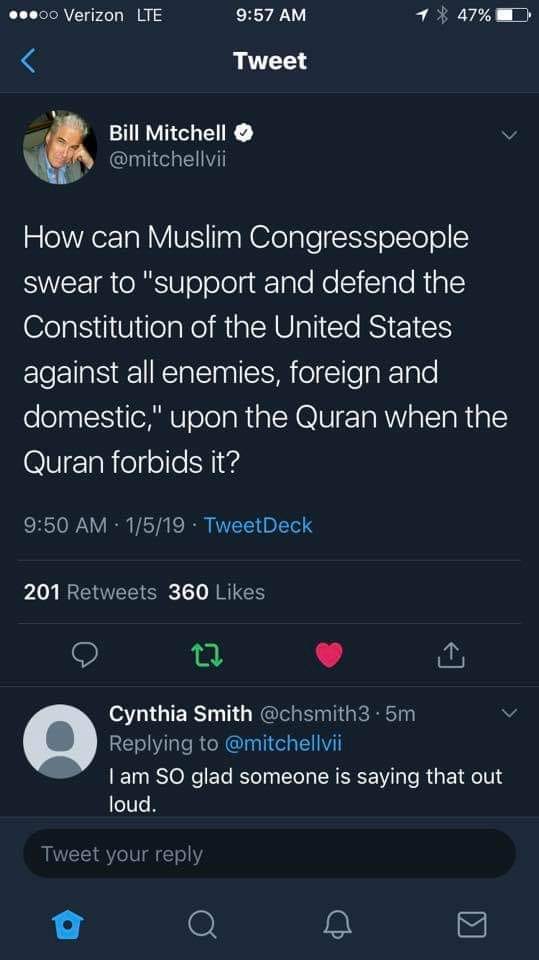 Verizon LTE 9:57 AM 47%
Tweet
Bill Mitchell
@mitchellvii
How can Muslim Congresspeople
swear to "support and defend the
Constitution of the United States
against all enemies, foreign and
domestic," upon the Quran when the
Quran forbids it?
9:50 AM · 1/5/19 · TweetDeck
201 Retweets 360 Likes
Cynthia Smith @chsmith3 · 5m
Replying to @mitchellvii
I am SO glad someone is saying that out
loud.
Tweet your reply